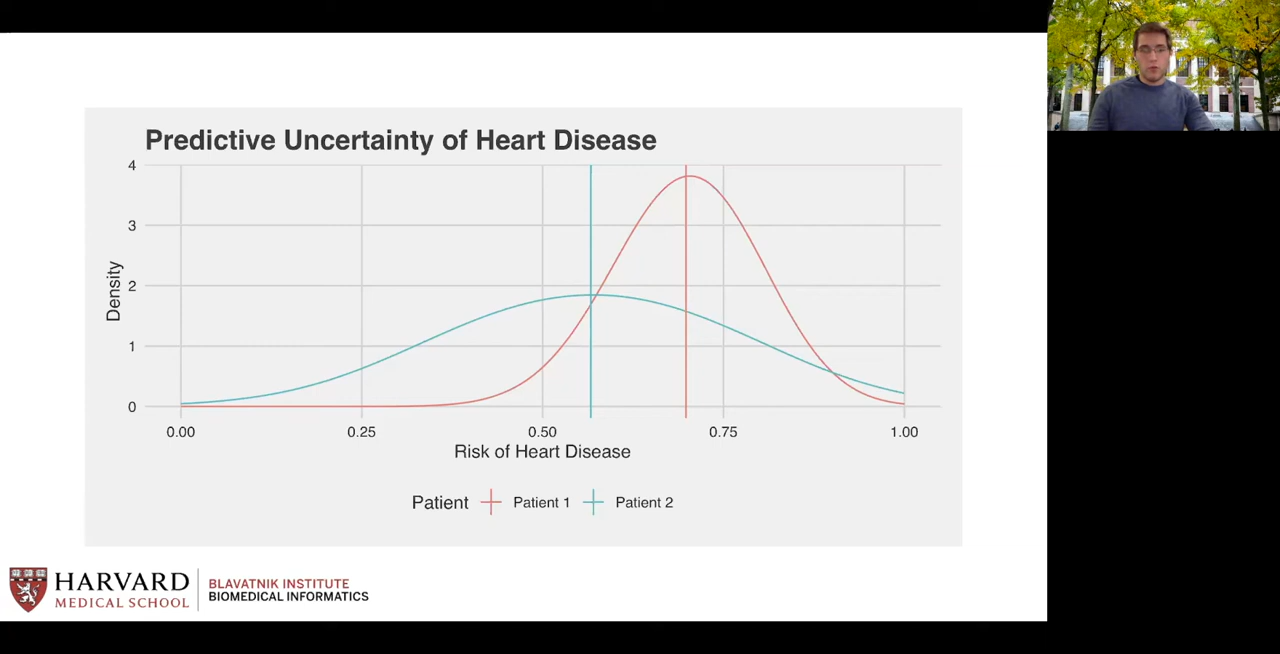 Predictive Uncertainty of Heart Disease
4
3
2
1
0
Density
0.00 0.25 0.50 0.75 1.00
Risk of Heart Disease
Patient Patient 1 Patient 2
HARVARD
MEDICAL SCHOOL
BLAVATNIK INSTITUTE
BIOMEDICAL INFORMATICS